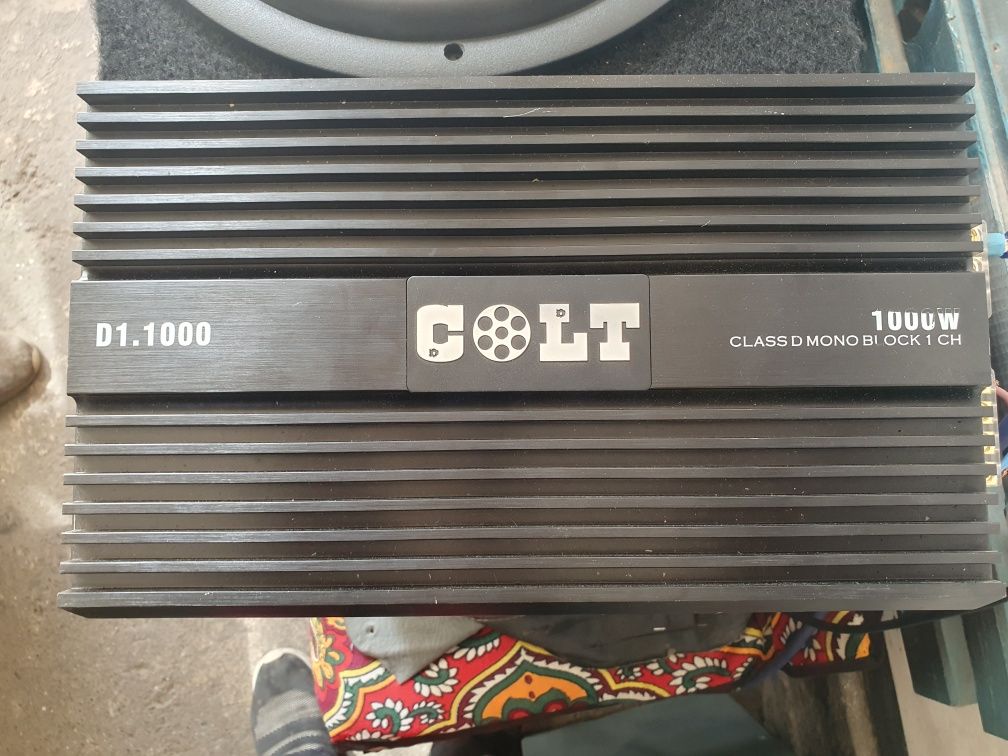 D1.1000
COLT
1000W
CLASS D MONO BLOCK 1 CH